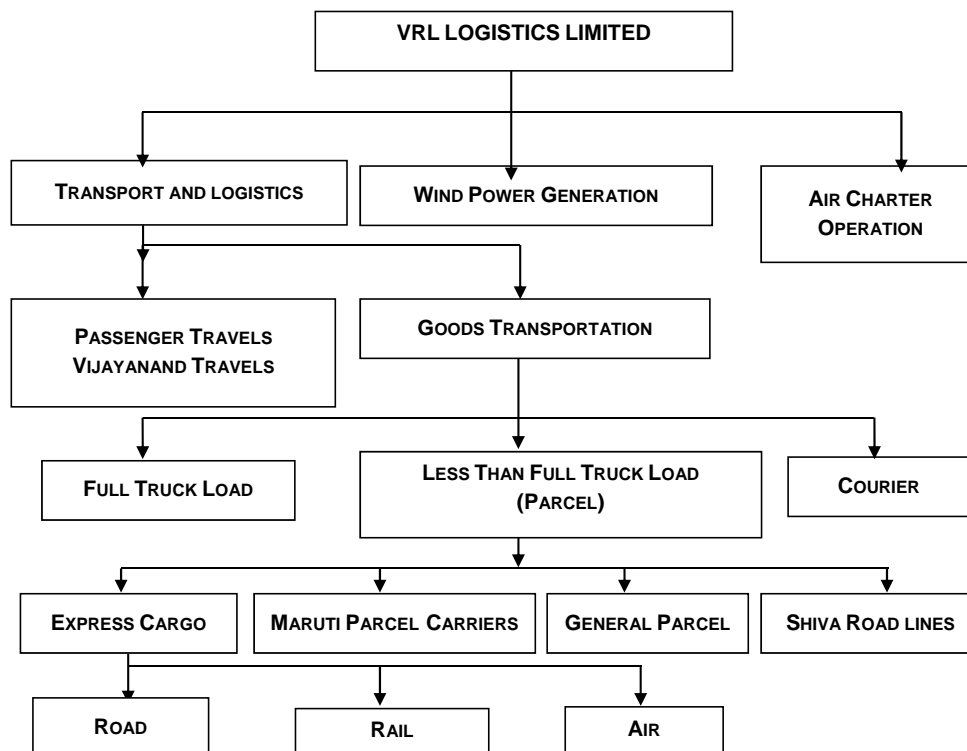 VRL LOGISTICS LIMITED
TRANSPORT AND LOGISTICS
WIND POWER GENERATION
AIR CHARTER
OPERATION
PASSENGER TRAVELS
VIJAYANAND TRAVELS
GOODS TRANSPORTATION
FULL TRUCK LOAD
LESS THAN FULL TRUCK LOAD
(PARCEL)
COURIER
EXPRESS CARGO
MARUTI PARCEL CARRIERS
GENERAL PARCEL
SHIVA ROAD LINES
ROAD
RAIL
AIR